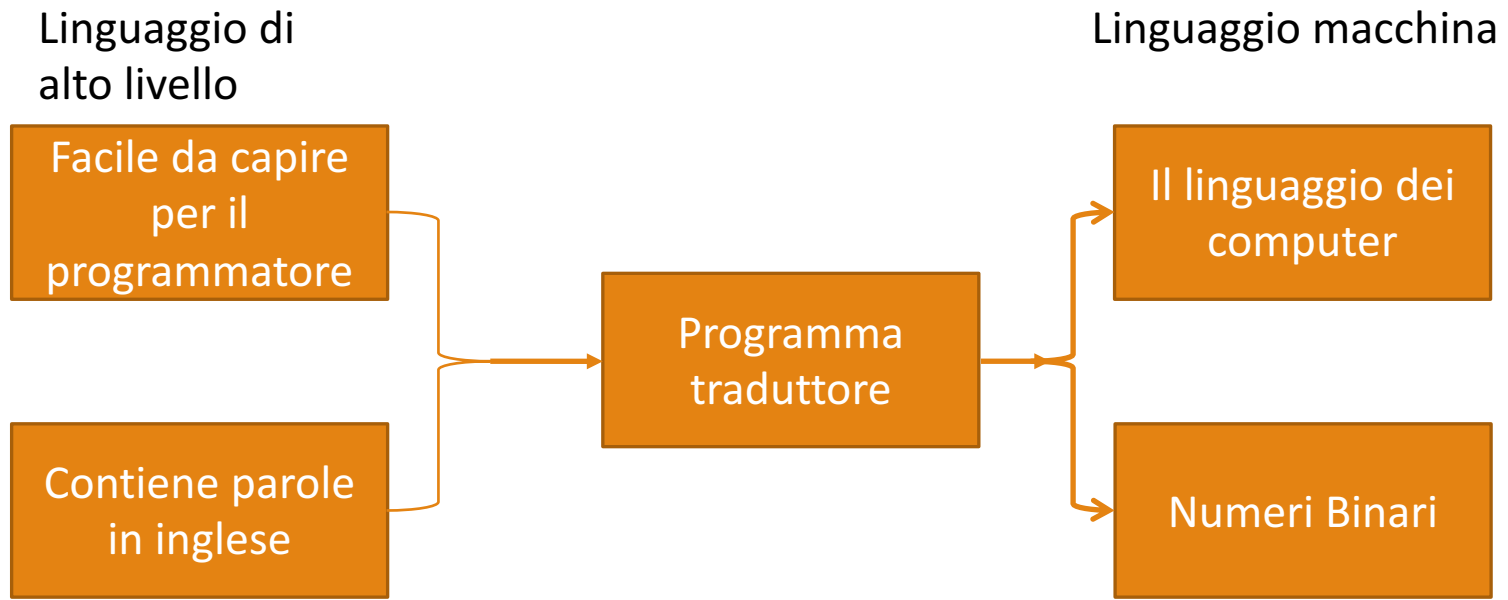 Linguaggio di
alto livello
Facile da capire
per il
programmatore
Contiene parole
in inglese
Programma
traduttore
Linguaggio macchina
Il linguaggio dei
computer
Numeri Binari